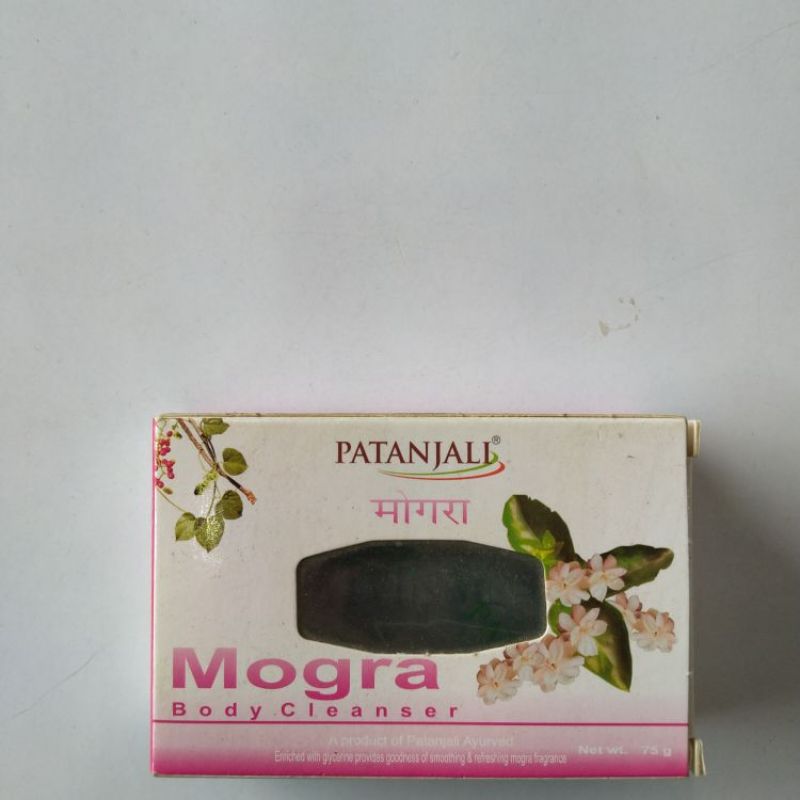 PATANJALI®
मोगरा
Mogra
Body Cleanser
A product of Patanjali Ayurved
Enriched with glycerine provides goodness of smoothing & refreshing mogra fragrance
Net wt. 75 g